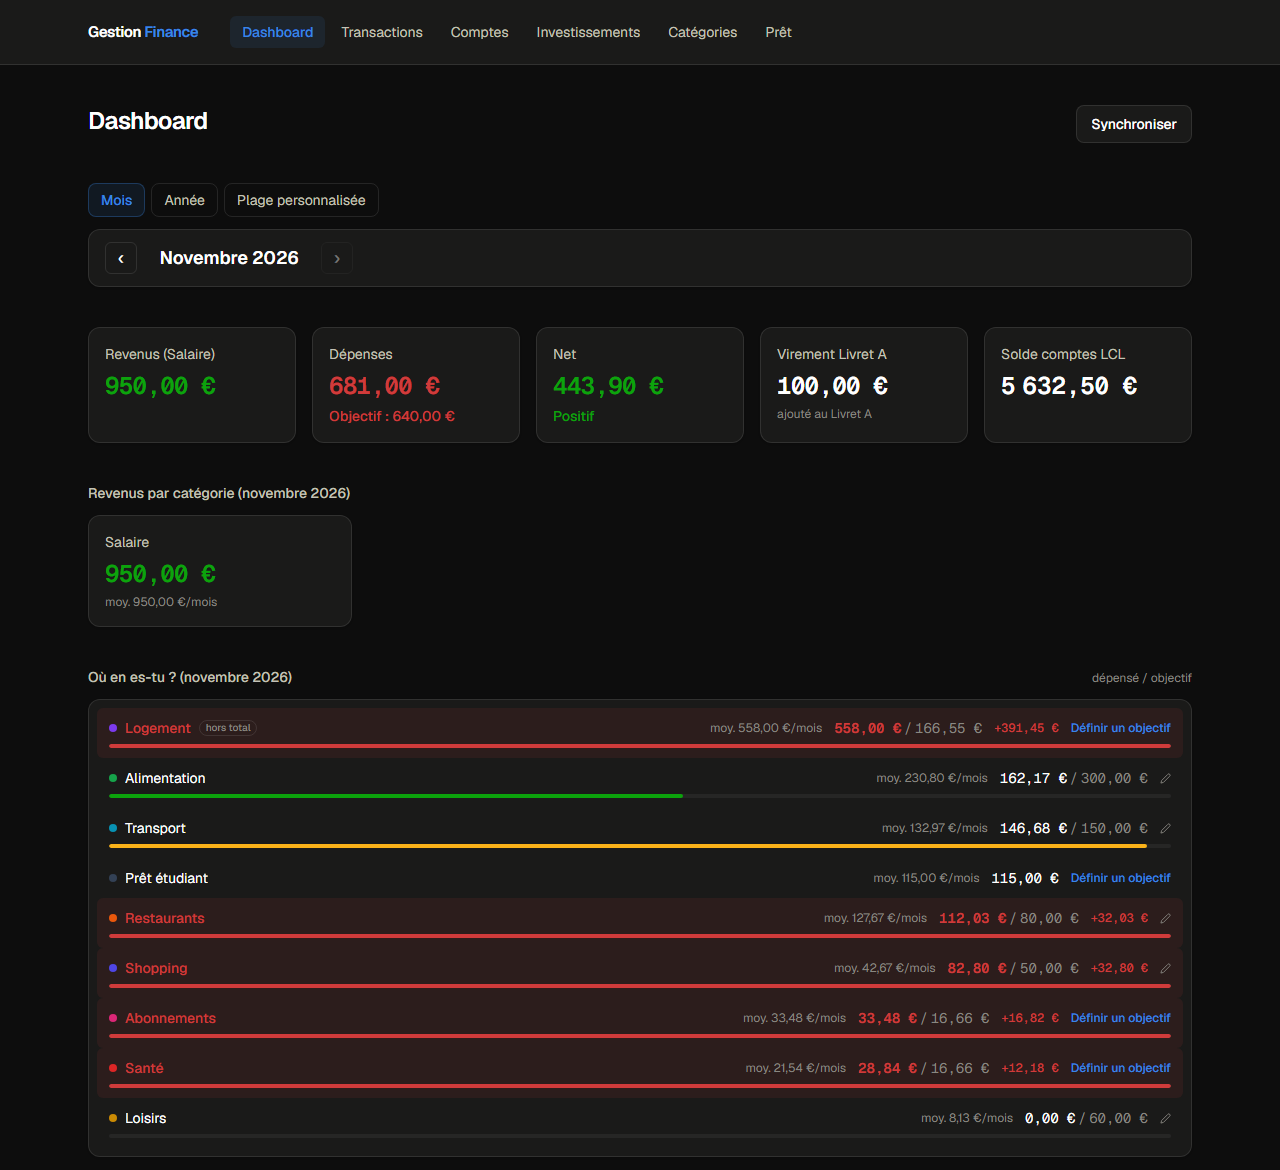 Gestion Finance Dashboard Transactions Comptes Investissements Catégories Prêt
Dashboard
Synchroniser
Mois Année Plage personnalisée
‹ Novembre 2026 ›
Revenus (Salaire)
950,00 €
Dépenses
681,00 €
Objectif : 640,00 €
Net
443,90 €
Positif
Virement Livret A
100,00 €
ajouté au Livret A
Solde comptes LCL
5 632,50 €
Revenus par catégorie (novembre 2026)
Salaire
950,00 €
moy. 950,00 €/mois
Où en es-tu ? (novembre 2026) dépensé / objectif
Logement hors total moy. 558,00 €/mois 558,00 € / 166,55 € +391,45 € Définir un objectif
Alimentation moy. 230,80 €/mois 162,17 € / 300,00 €
Transport moy. 132,97 €/mois 146,68 € / 150,00 €
Prêt étudiant moy. 115,00 €/mois 115,00 € Définir un objectif
Restaurants moy. 127,67 €/mois 112,03 € / 80,00 € +32,03 €
Shopping moy. 42,67 €/mois 82,80 € / 50,00 € +32,80 €
Abonnements moy. 33,48 €/mois 33,48 € / 16,66 € +16,82 € Définir un objectif
Santé moy. 21,54 €/mois 28,84 € / 16,66 € +12,18 € Définir un objectif
Loisirs moy. 8,13 €/mois 0,00 € / 60,00 €